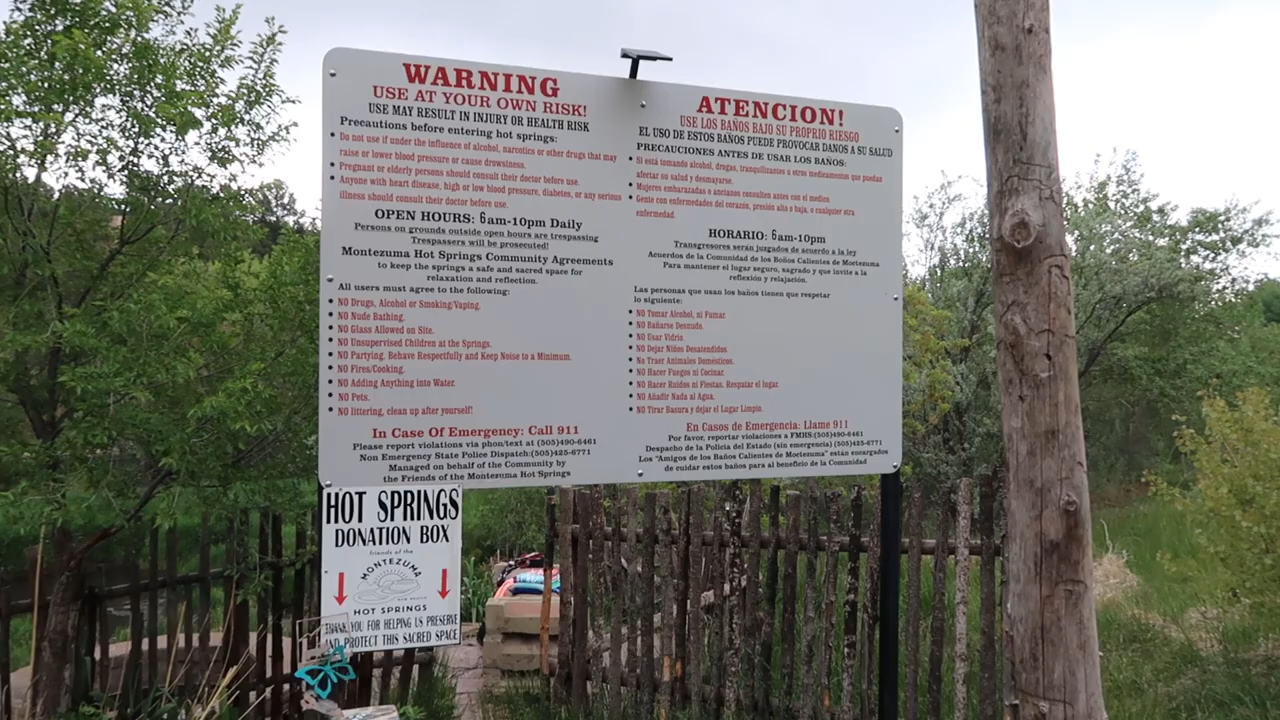 WARNING
USE AT YOUR OWN RISK!
USE MAY RESULT IN INJURY OR HEALTH RISK
Precautions before entering hot springs:
• Do not use if under the influence of alcohol, narcotics or other drugs that may
raise or lower blood pressure or cause drowsiness.
• Pregnant or elderly persons should consult their doctor before use.
• Anyone with heart disease, high or low blood pressure, diabetes, or any serious
illness should consult their doctor before use.
OPEN HOURS: 6am-10pm Daily
Persons on grounds outside open hours are trespassing
Trespassers will be prosecuted!
Montezuma Hot Springs Community Agreements
to keep the springs a safe and sacred space for
relaxation and reflection.
All users must agree to the following:
• NO Drugs, Alcohol or Smoking/Vaping.
• NO Nude Bathing.
• NO Glass Allowed on Site.
• NO Unsupervised Children at the Springs.
• NO Partying. Behave Respectfully and Keep Noise to a Minimum.
• NO Fires/Cooking.
• NO Adding Anything into Water.
• NO Pets.
• NO littering, clean up after yourself!
In Case Of Emergency: Call 911
Please report violations via phon/text at (505)490-6461
Non Emergency State Police Dispatch:(505)425-6771
Managed on behalf of the Community by
the Friends of the Montezuma Hot Springs
ATENCION!
USE LOS BAÑOS BAJO SU PROPRIO RIESGO
EL USO DE ESTOS BAÑOS PUEDE PROVOCAR DANOS A SU SALUD
PRECAUCIONES ANTES DE USAR LOS BAÑOS:
• Si está tomando alcohol, drogas, tranquilizantes u otros medicamentos que puedan
afectar su salud y desmayarse.
• Mujeres embarazadas o ancianos consulten antes con el medico
• Gente con enfermedades del corazón, presión alta o baja, o cualquier otra
enfermedad.
HORARIO: 6am-10pm
Transgresores serán juzgados de acuerdo a la ley
Acuerdos de la Comunidad de los Boños Calientes de Moctezuma
Para mantener el lugar seguro, sagrado y que invite a la
reflexión y relajación.
Las personas que usan los baños tienen que respetar
lo siguiente:
• NO Tomar Alcohol, ni Fumar.
• NO Bañarse Desnudo.
• NO Usar Vidrio.
• NO Dejar Niños Desatendidos.
• No Traer Animales Domésticos.
• NO Hacer Fuegos ni Cocinar.
• NO Hacer Ruidos ni Fiestas. Resputar el lugar.
• NO Añadir Nada al Agua.
• NO Tirar Basura y dejar el Lugar Limpio.
En Casos de Emergencia: Llame 911
Por favor, reportar violaciones a FMHS:(505)490-6461
Despacho de la Policia del Estado (sin emergencia) (505)425-6771
Los "Amigos de los Baños Calientes de Moctezuma" están encargados
de cuidar estos baños para al beneficio de la Comunidad
HOT SPRINGS
DONATION BOX
friends of the
MONTEZUMA
NEW MEXICO
HOT SPRINGS
THANK YOU FOR HELPING US PRESERVE
AND PROTECT THIS SACRED SPACE